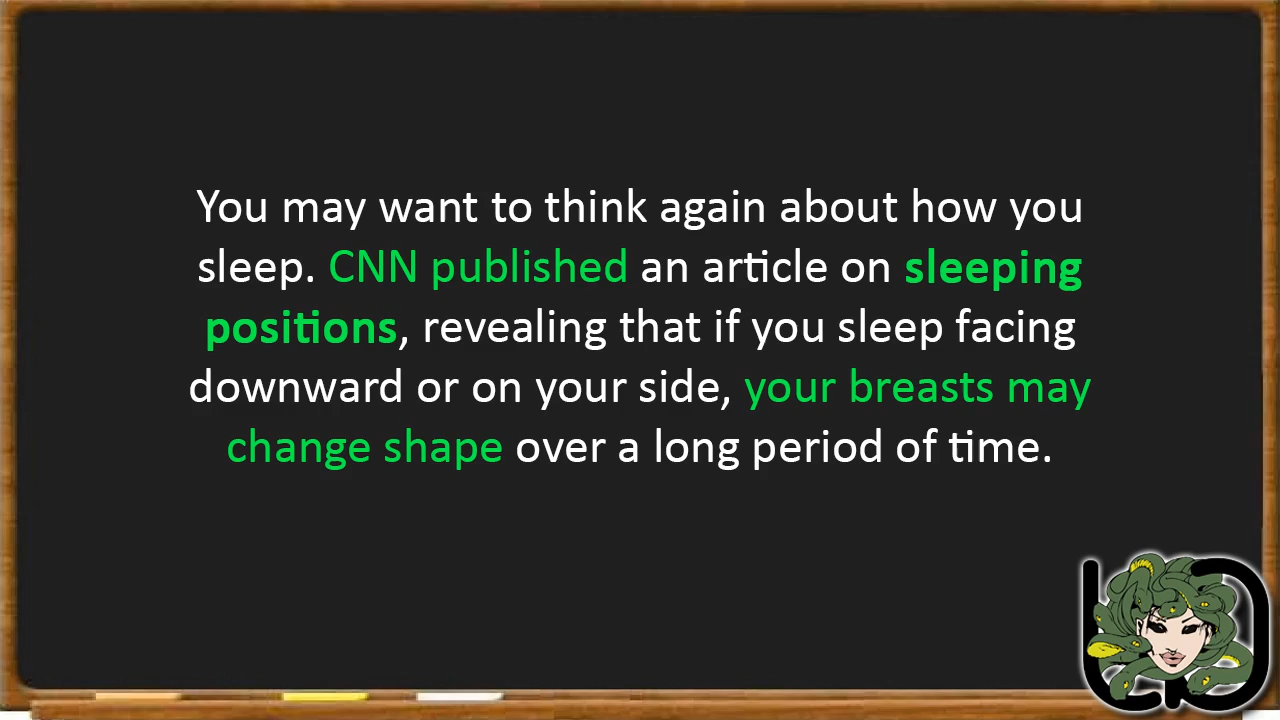 You may want to think again about how you
sleep. CNN published an article on sleeping
positions, revealing that if you sleep facing
downward or on your side, your breasts may
change shape over a long period of time.